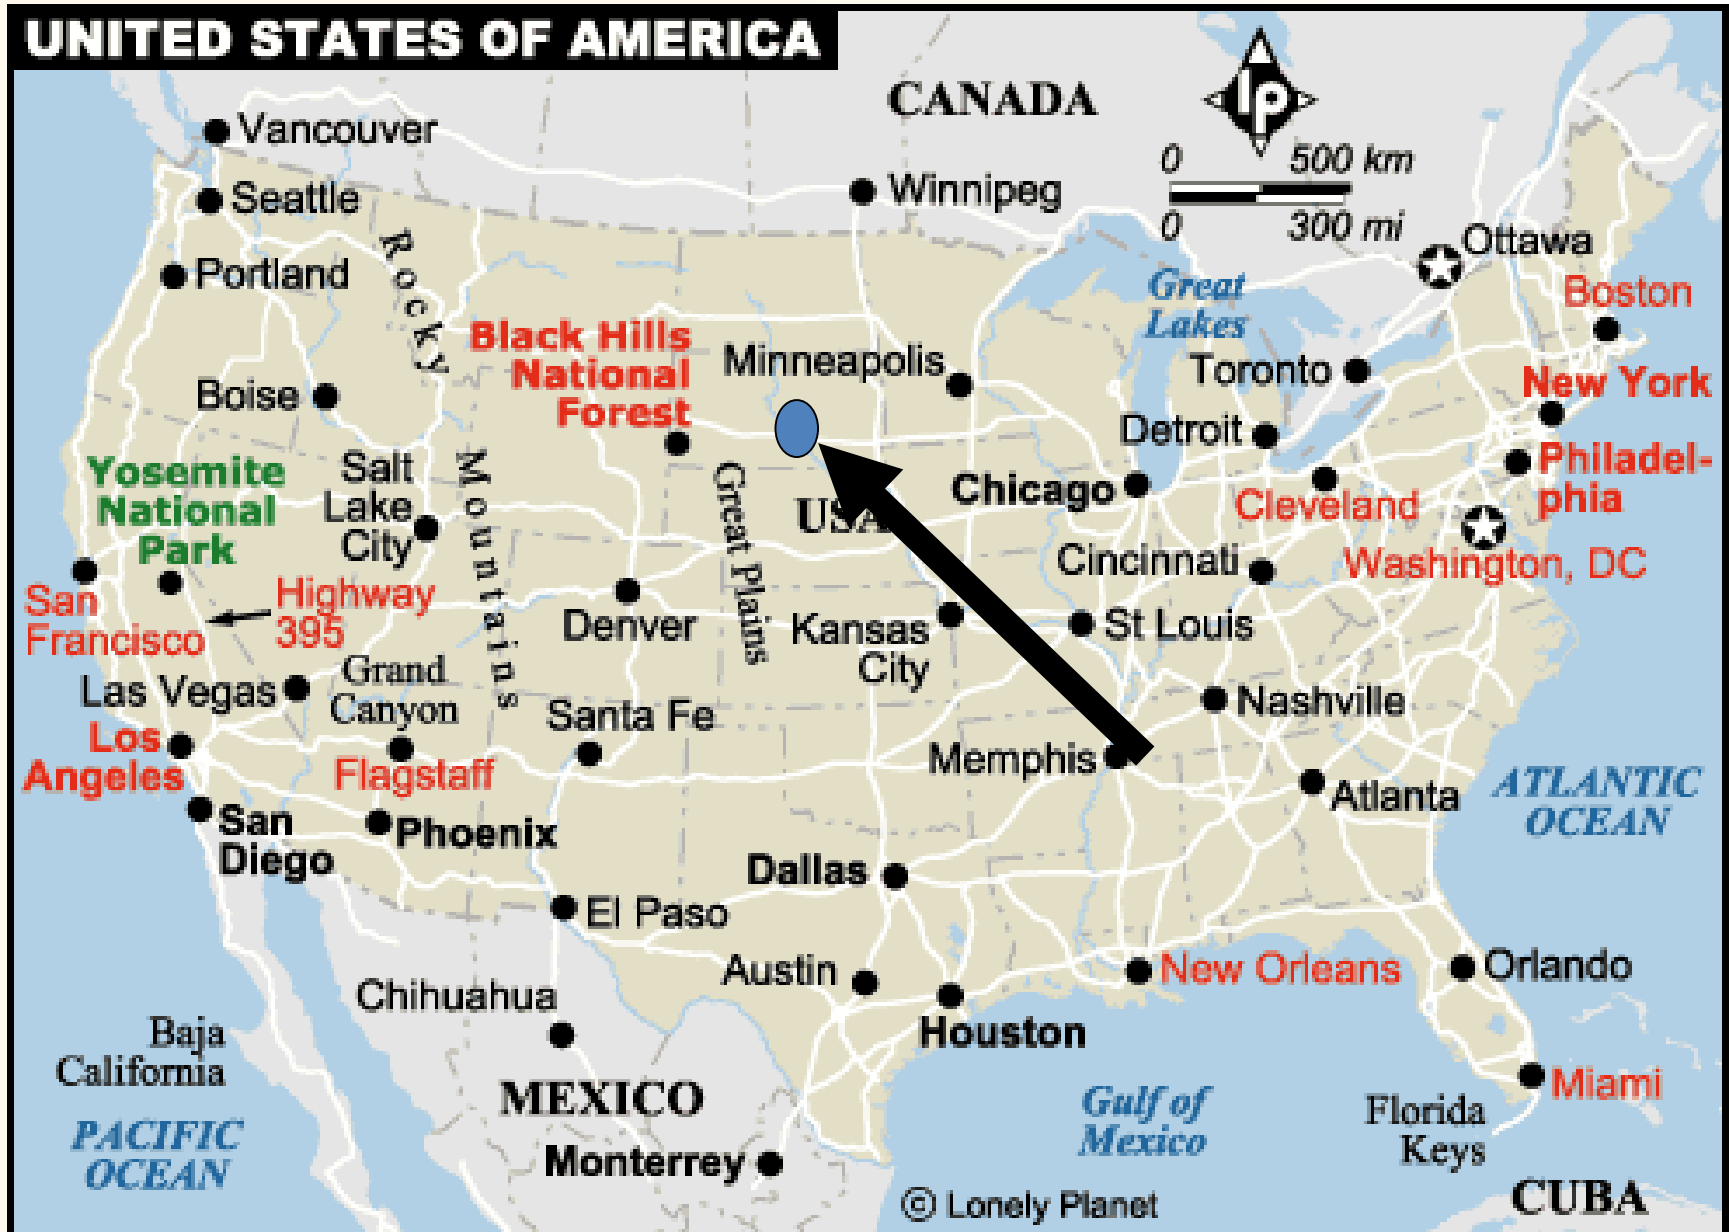 UNITED STATES OF AMERICA
CANADA
lp
Vancouver
0 500 km
Winnipeg
Seattle
0 300 mi
Ottawa
Rocky
Portland
Great
Lakes
Boston
Black Hills
National
Forest
Minneapolis
Toronto
New York
Boise
Detroit
Mountains
Salt
Lake
City
Yosemite
National
Park
Great Plains
Chicago
Cleveland
Philadel-
phia
USA
Cincinnati
Washington, DC
San
Francisco
Highway
395
Denver
Kansas
City
St Louis
Las Vegas
Grand
Canyon
Nashville
Santa Fe
Los
Angeles
Flagstaff
Memphis
Atlanta
ATLANTIC
OCEAN
San
Diego
Phoenix
Dallas
El Paso
Austin
New Orleans
Orlando
Chihuahua
Houston
Baja
California
MEXICO
Gulf of
Mexico
Miami
Florida
Keys
PACIFIC
OCEAN
Monterrey
© Lonely Planet
CUBA